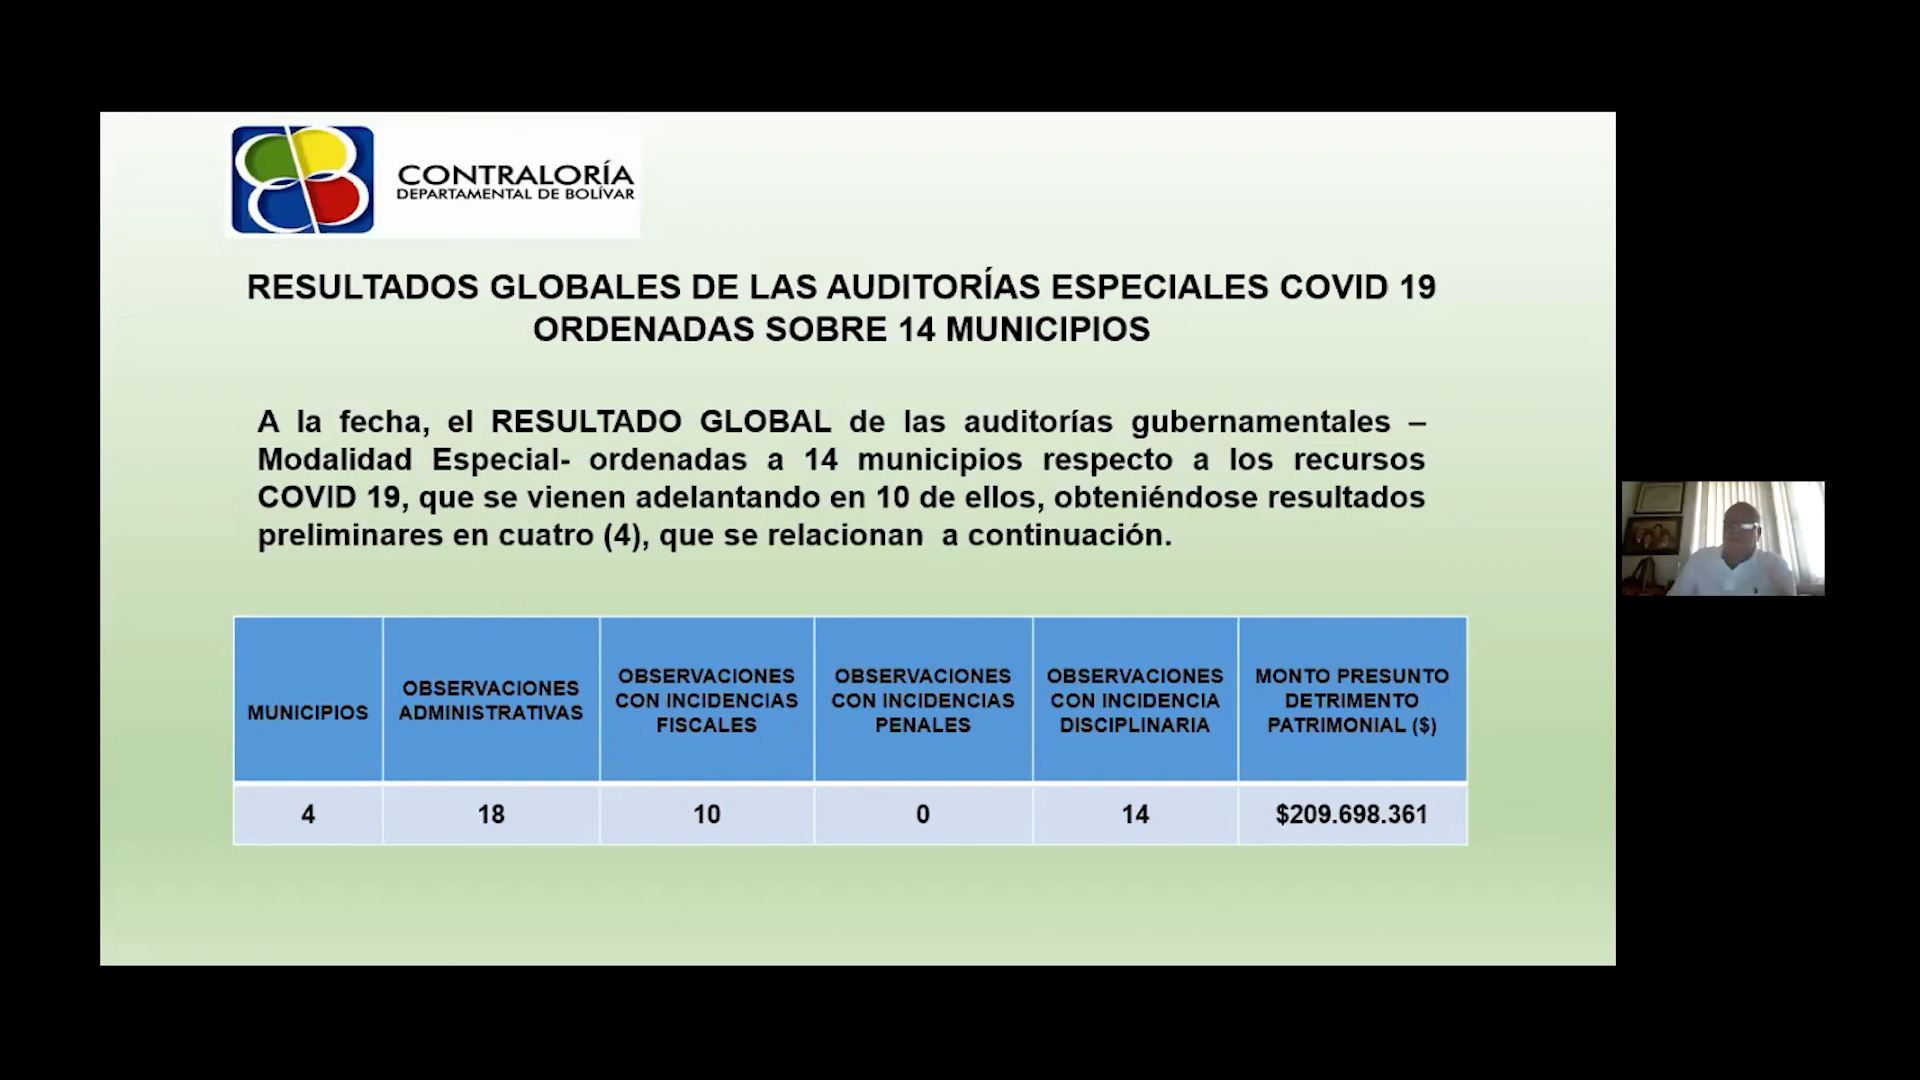 CONTRALORÍA
DEPARTAMENTAL DE BOLÍVAR
RESULTADOS GLOBALES DE LAS AUDITORÍAS ESPECIALES COVID 19
ORDENADAS SOBRE 14 MUNICIPIOS
A la fecha, el RESULTADO GLOBAL de las auditorías gubernamentales –
Modalidad Especial- ordenadas a 14 municipios respecto a los recursos
COVID 19, que se vienen adelantando en 10 de ellos, obteniéndose resultados
preliminares en cuatro (4), que se relacionan a continuación.
MUNICIPIOS
OBSERVACIONES
ADMINISTRATIVAS
OBSERVACIONES
CON INCIDENCIAS
FISCALES
OBSERVACIONES
CON INCIDENCIAS
PENALES
OBSERVACIONES
CON INCIDENCIA
DISCIPLINARIA
MONTO PRESUNTO
DETRIMENTO
PATRIMONIAL ($)
4
18
10
0
14
$209.698.361